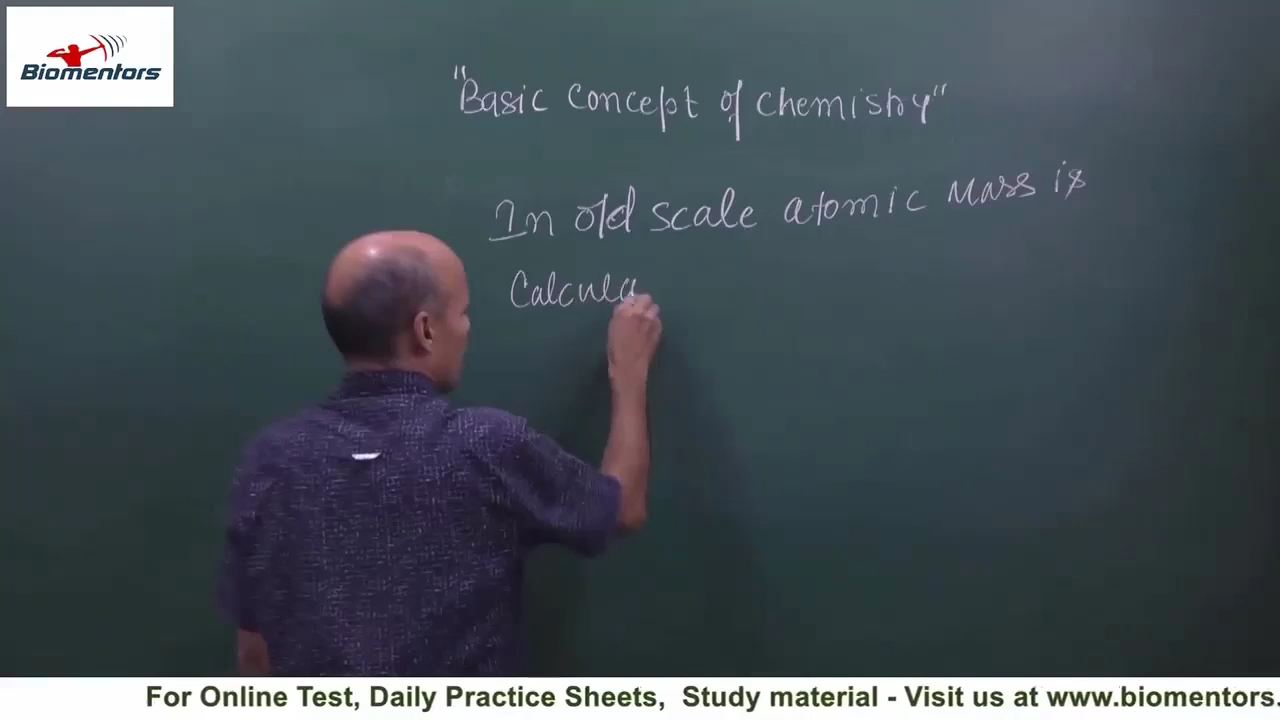 Biomentors
"Basic Concept of Chemistry"
In old scale atomic Mass is
Calcula
For Online Test, Daily Practice Sheets, Study material - Visit us at www.biomentors.